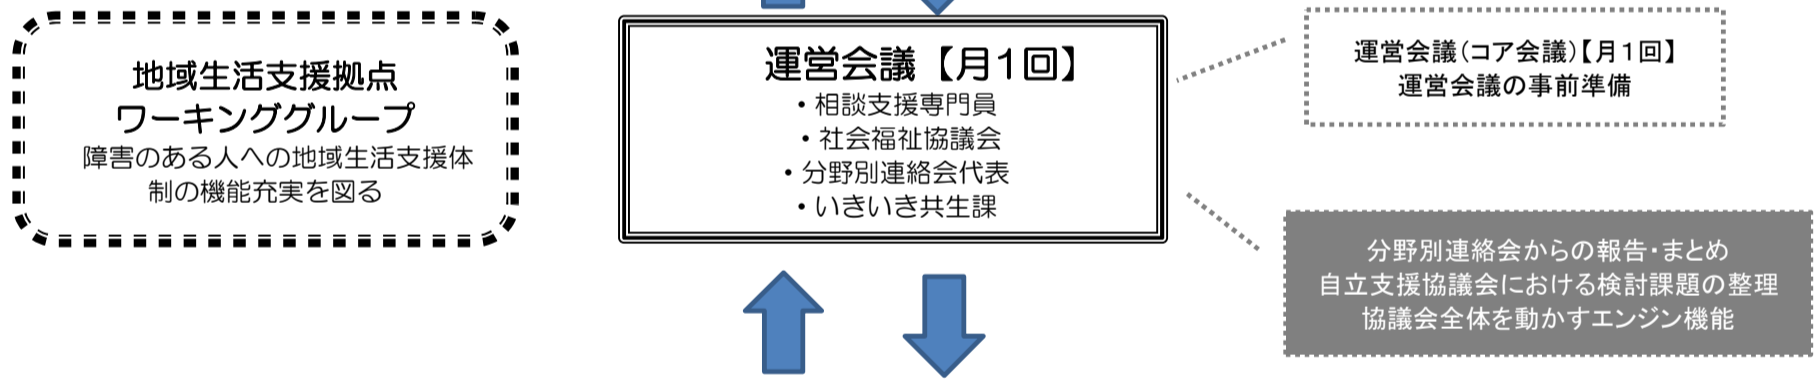 地域生活支援拠点
ワーキンググループ
障害のある人への地域生活支援体
制の機能充実を図る
運営会議【月1回】
・相談支援専門員
・社会福祉協議会
・分野別連絡会代表
・いきいき共生課
運営会議(コア会議)【月1回】
運営会議の事前準備
分野別連絡会からの報告・まとめ
自立支援協議会における検討課題の整理
協議会全体を動かすエンジン機能